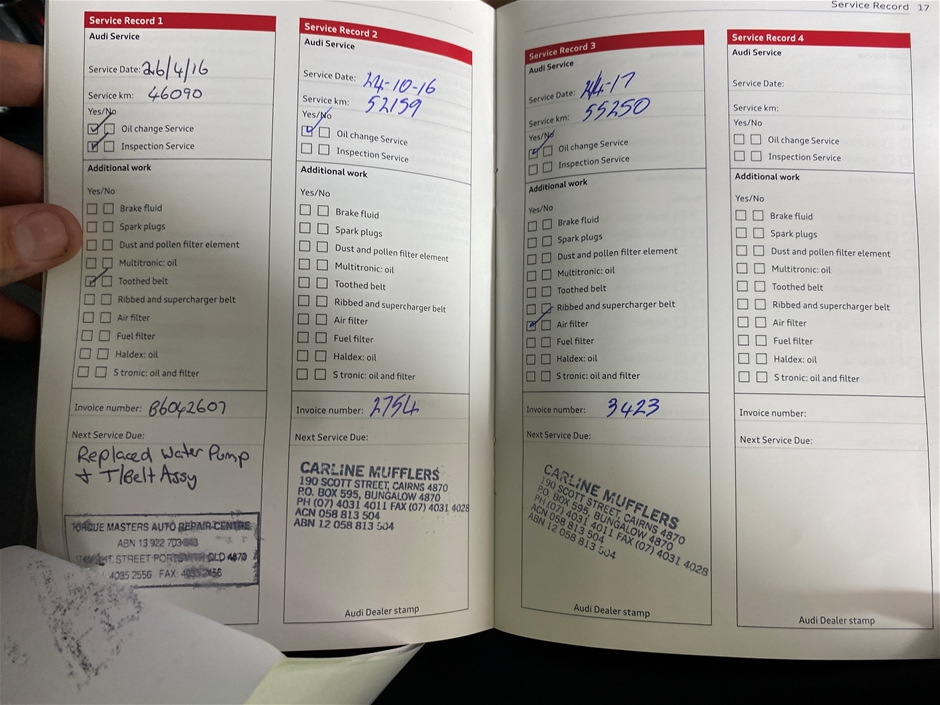 Service Record 17
Service Record 1
Audi Service
Service Date: 26/4/16
Service km: 46090
Yes/No
Oil change Service
Inspection Service
Additional work
Yes/No
Brake fluid
Spark plugs
Dust and pollen filter element
Multitronic: oil
Toothed belt
Ribbed and supercharger belt
Air filter
Fuel filter
Haldex: oil
S tronic: oil and filter
Invoice number: B6042607
Next Service Due:
Replaced Water Pump
+ T/Belt Assy
TORQUE MASTERS AUTO REPAIR CENTRE
ABN 13 922 703
STREET PORTSMITH QLD 4870
4035 2556 FAX:
Service Record 2
Audi Service
Service Date: 24-10-16
Service km: 52159
Yes/No
Oil change Service
Inspection Service
Additional work
Yes/No
Brake fluid
Spark plugs
Dust and pollen filter element
Multitronic: oil
Toothed belt
Ribbed and supercharger belt
Air filter
Fuel filter
Haldex: oil
S tronic: oil and filter
Invoice number: 2754
Next Service Due:
CARLINE MUFFLERS
190 SCOTT STREET, CAIRNS 4870
P.O. BOX 595, BUNGALOW 4870
PH (07) 4031 4011 FAX (07) 4031 4028
ACN 058 813 504
ABN 12 058 813 504
Audi Dealer stamp
Service Record 3
Audi Service
Service Date:
Service km: 55250
Yes/No
Oil change Service
Inspection Service
Additional work
Yes/No
Brake fluid
Spark plugs
Dust and pollen filter element
Multitronic: oil
Toothed belt
Ribbed and supercharger belt
Air filter
Fuel filter
Haldex: oil
S tronic: oil and filter
Invoice number: 3423
Next Service Due:
CARLINE MUFFLERS
190 SCOTT STREET, CAIRNS 4870
P.O. BOX 595, BUNGALOW 4870
PH (07) 4031 4011 FAX (07) 4031 4028
ACN 058 813 504
ABN 12 058 813 504
Audi Dealer stamp
Service Record 4
Audi Service
Service Date:
Service km:
Yes/No
Oil change Service
Inspection Service
Additional work
Yes/No
Brake fluid
Spark plugs
Dust and pollen filter element
Multitronic: oil
Toothed belt
Ribbed and supercharger belt
Air filter
Fuel filter
Haldex: oil
S tronic: oil and filter
Invoice number:
Next Service Due:
Audi Dealer stamp